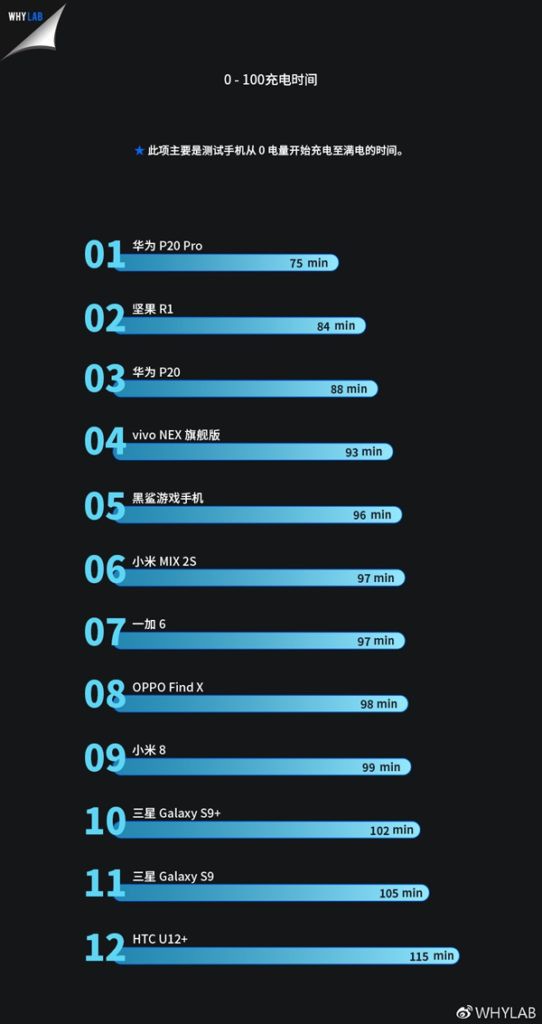 WHYLAB
0 - 100充电时间
★ 此项主要是测试手机从 0 电量开始充电至满电的时间。
01 华为 P20 Pro
75 min
02 坚果 R1
84 min
03 华为 P20
88 min
04 vivo NEX 旗舰版
93 min
05 黑鲨游戏手机
96 min
06 小米 MIX 2S
97 min
07 一加 6
97 min
08 OPPO Find X
98 min
09 小米 8
99 min
10 三星 Galaxy S9+
102 min
11 三星 Galaxy S9
105 min
12 HTC U12+
115 min
WHYLAB